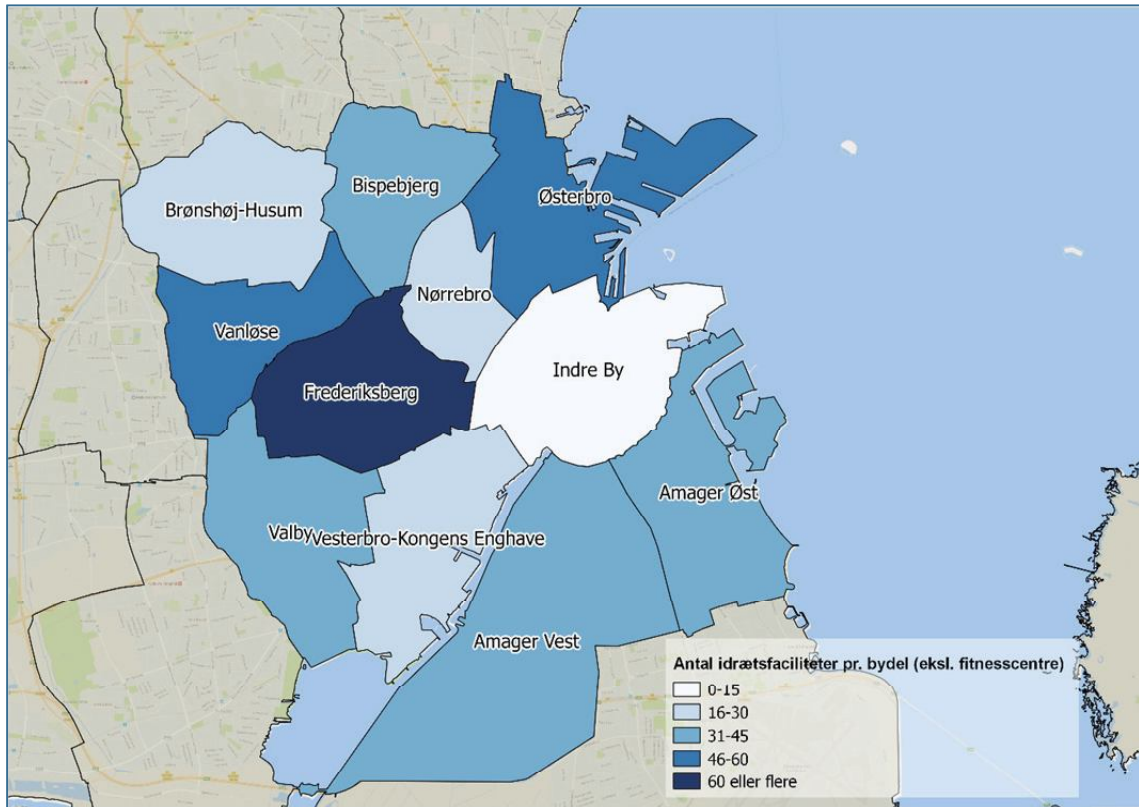 Østerbro
Bispebjerg
Brønshøj-Husum
Nørrebro
Vanløse
Indre By
Frederiksberg
Amager Øst
Valby
Vesterbro-Kongens Enghave
Amager Vest
Antal idrætsfaciliteter pr. bydel (eksl. fitnesscentre)
0-15
16-30
31-45
46-60
60 eller flere